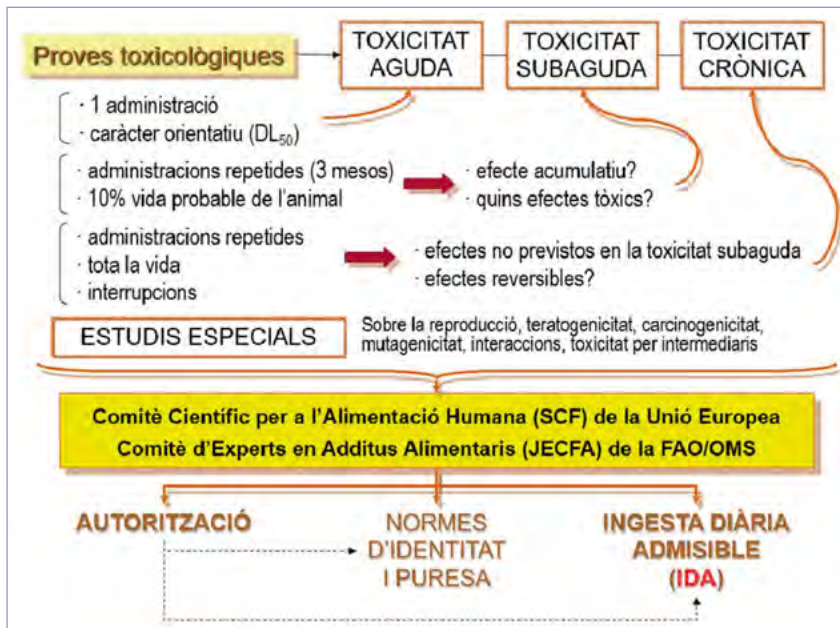 Proves toxicològiques
TOXICITAT
AGUDA
TOXICITAT
SUBAGUDA
TOXICITAT
CRÒNICA
· 1 administració
· caràcter orientatiu (DL50)
· administracions repetides (3 mesos)
· 10% vida probable de l'animal
· efecte acumulatiu?
· quins efectes tòxics?
· administracions repetides
· tota la vida
· interrupcions
· efectes no previstos en la toxicitat subaguda
· efectes reversibles?
ESTUDIS ESPECIALS
Sobre la reproducció, teratogenicitat, carcinogenicitat,
mutagenicitat, interaccions, toxicitat per intermediaris
Comitè Científic per a l'Alimentació Humana (SCF) de la Unió Europea
Comitè d'Experts en Additus Alimentaris (JECFA) de la FAO/OMS
AUTORITZACIÓ
NORMES
D'IDENTITAT
I PURESA
INGESTA DIÀRIA
ADMISIBLE
(IDA)